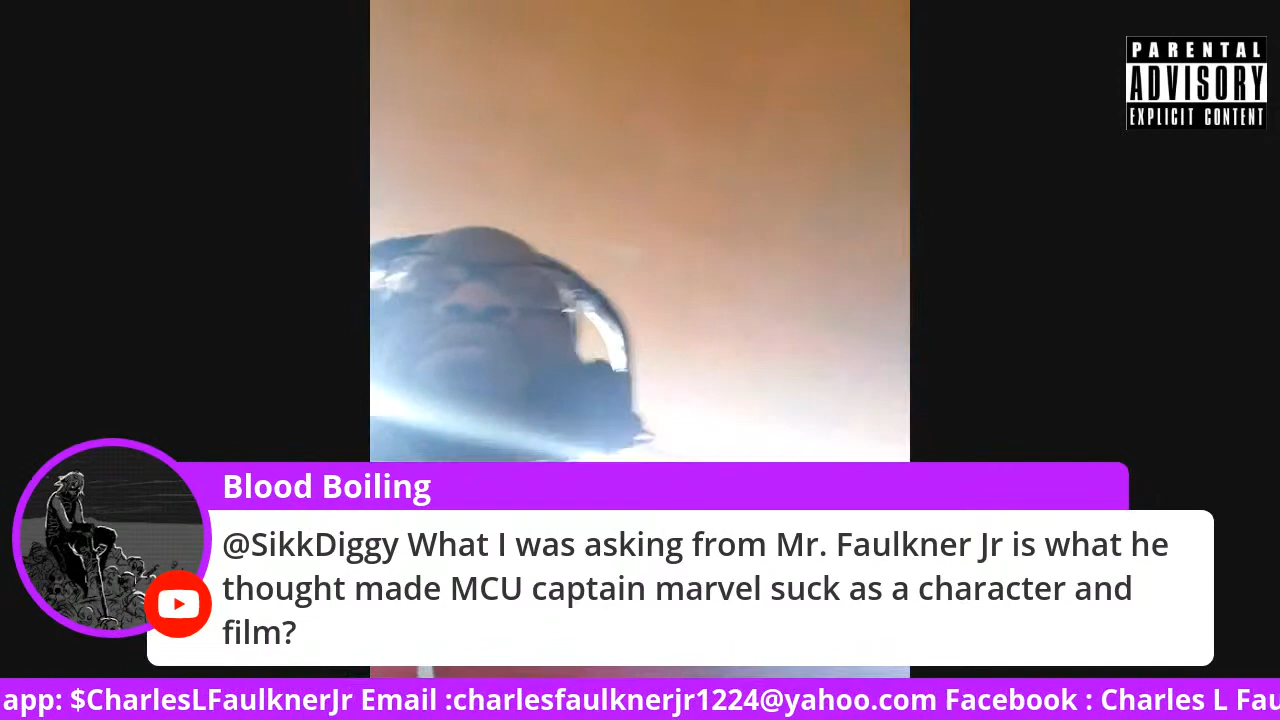 PARENTAL
ADVISORY
EXPLICIT CONTENT
Blood Boiling
@SikkDiggy What I was asking from Mr. Faulkner Jr is what he
thought made MCU captain marvel suck as a character and
film?
app: $CharlesLFaulknerJr Email :charlesfaulknerjr1224@yahoo.com Facebook : Charles L Fau